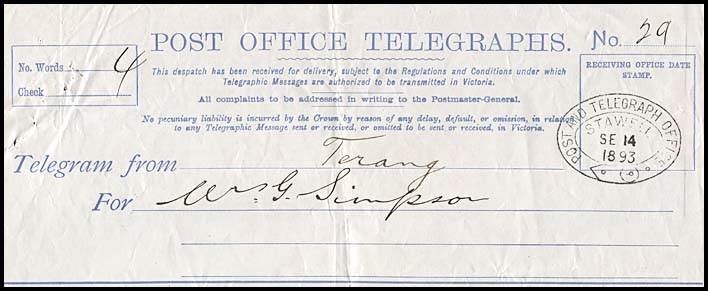 POST OFFICE TELEGRAPHS.
No. 29
No. Words 4
Check
This despatch has been received for delivery, subject to the Regulations and Conditions under which
Telegraphic Messages are authorized to be transmitted in Victoria.
All complaints to be addressed in writing to the Postmaster-General.
No pecuniary liability is incurred by the Crown by reason of any delay, default, or omission, in relation
to any Telegraphic Message sent or received, or omitted to be sent or received, in Victoria.
RECEIVING OFFICE DATE
STAMP.
POST AND TELEGRAPH OFFICE
STAWELL
SE 14
1893
Telegram from Terang
For Mrs. G. Simpson